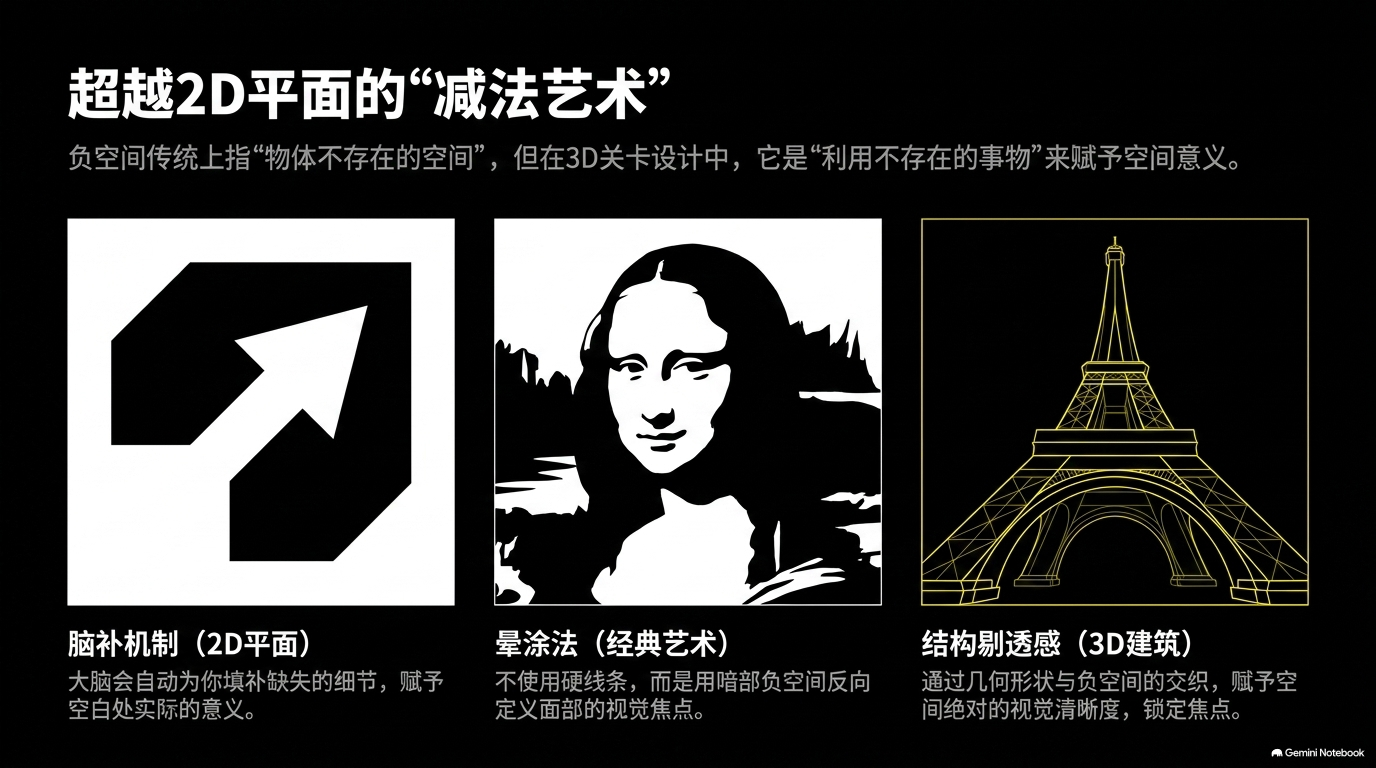 超越2D平面的“减法艺术”
负空间传统上指“物体不存在的空间”，但在3D关卡设计中，它是“利用不存在的事物”来赋予空间意义。
脑补机制（2D平面）
大脑会自动为你填补缺失的细节，赋予
空白处实际的意义。
晕涂法（经典艺术）
不使用硬线条，而是用暗部负空间反向
定义面部的视觉焦点。
结构剔透感（3D建筑）
通过几何形状与负空间的交织，赋予空
间绝对的视觉清晰度，锁定焦点。
Gemini Notebook